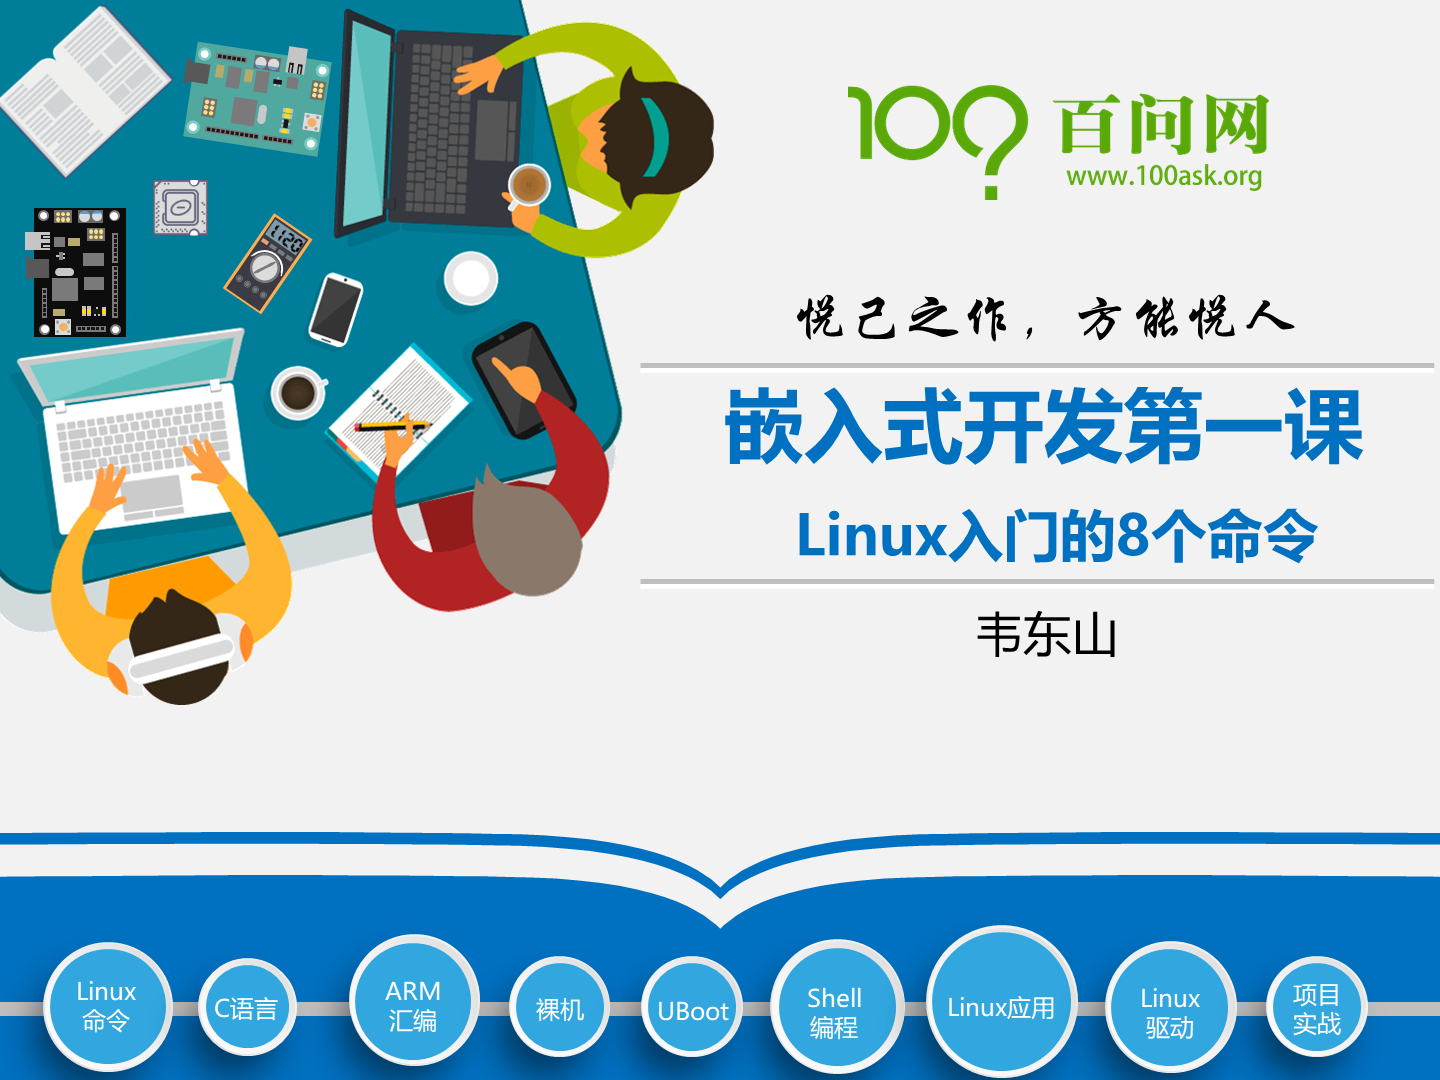 100?
百问网
www.100ask.org
悦己之作，方能悦人
嵌入式开发第一课
Linux入门的8个命令
韦东山
1120
Linux
命令
C语言
ARM
汇编
裸机
UBoot
Shell
编程
Linux应用
Linux
驱动
项目
实战